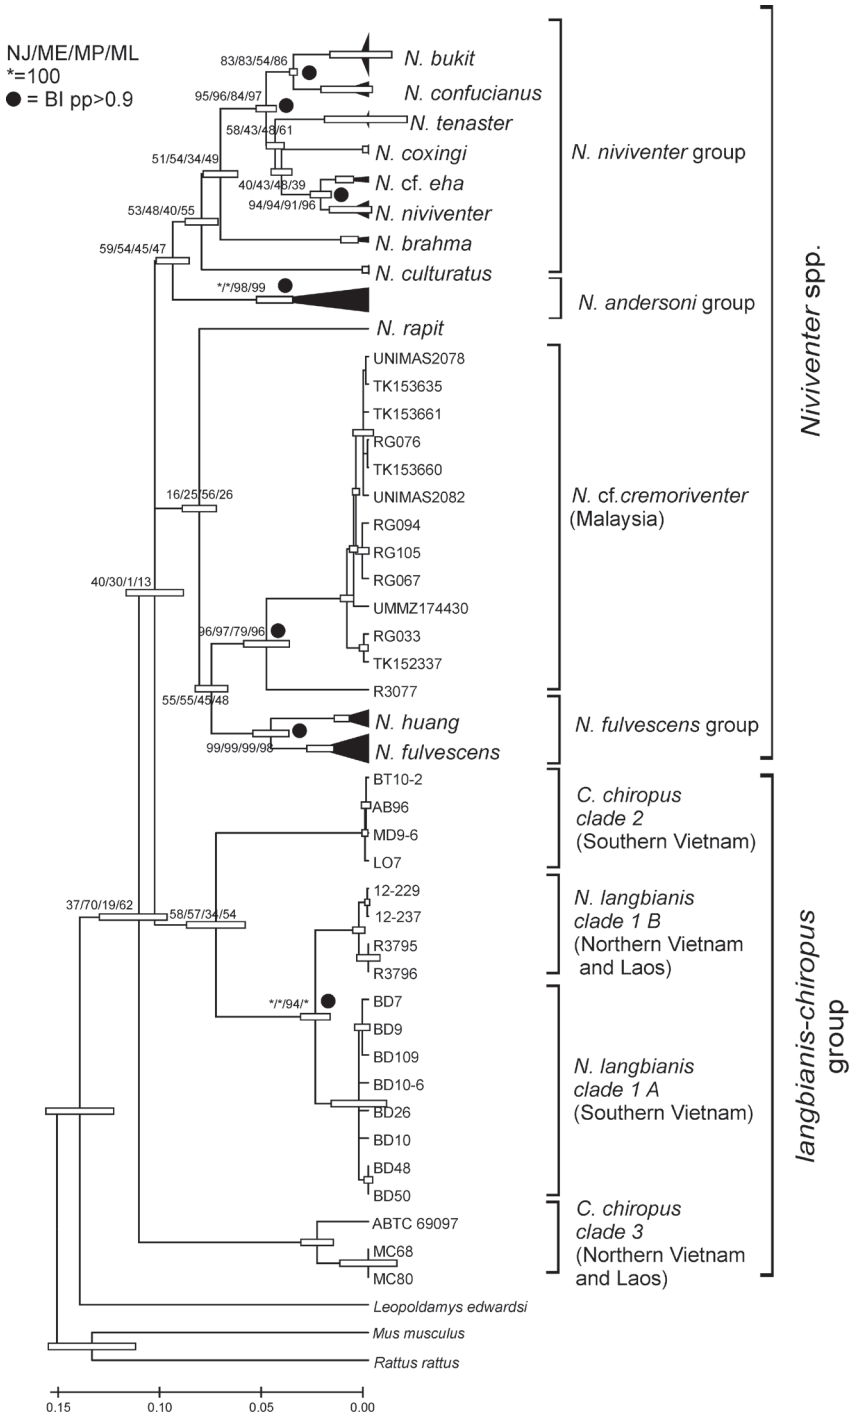 NJ/ME/MP/ML
*=100
● = BI pp>0.9
83/83/54/86
N. bukit
95/96/84/97
N. confucianus
58/43/48/61
N. tenaster
N. coxingi
51/54/34/49
40/43/48/39
N. cf. eha
94/94/91/96
N. niviventer
53/48/40/55
N. brahma
59/54/45/47
N. culturatus
*/*/98/99
N. niviventer group
N. andersoni group
N. rapit
UNIMAS2078
TK153635
TK153661
RG076
TK153660
UNIMAS2082
16/25/56/26
RG094
RG105
RG067
UMMZ174430
RG033
TK152337
R3077
N. cf.cremoriventer
(Malaysia)
40/30/1/13
96/97/79/96
55/55/45/48
N. huang
99/99/99/98
N. fulvescens
N. fulvescens group
Niviventer spp.
BT10-2
AB96
MD9-6
LO7
C. chiropus
clade 2
(Southern Vietnam)
37/70/19/62
58/57/34/54
12-229
12-237
R3795
R3796
N. langbianis
clade 1 B
(Northern Vietnam
and Laos)
*/*/94/*
BD7
BD9
BD109
BD10-6
BD26
BD10
BD48
BD50
N. langbianis
clade 1 A
(Southern Vietnam)
ABTC 69097
MC68
MC80
C. chiropus
clade 3
(Northern Vietnam
and Laos)
langbianis-chiropus
group
Leopoldamys edwardsi
Mus musculus
Rattus rattus
0.15
0.10
0.05
0.00